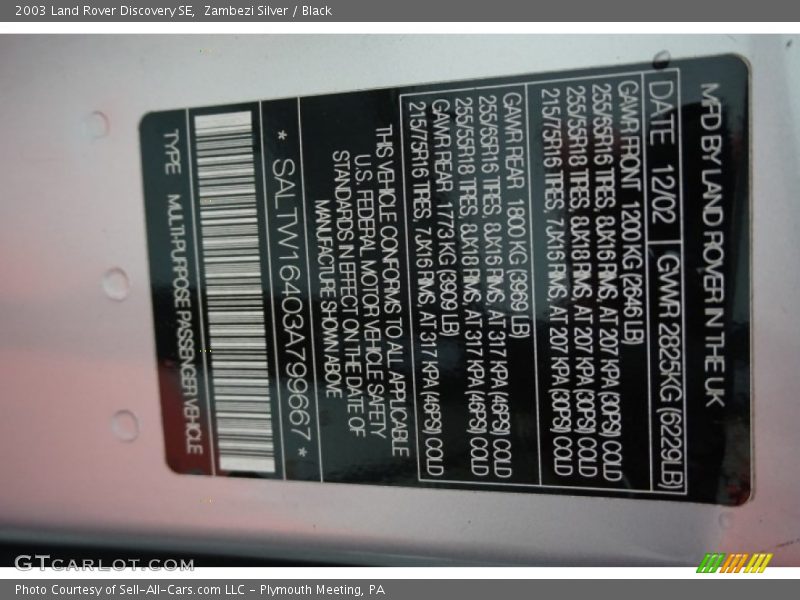 2003 Land Rover Discovery SE, Zambezi Silver / Black
MFD BY LAND ROVER IN THE UK
DATE 12/02 GVWR 2825KG (6229LB)
GAWR FRONT 1200 KG (2646 LB)
255/65R16 TIRES, 8JX16 RIMS, AT 207 KPA (30PSI) COLD
255/55R18 TIRES, 8JX18 RIMS, AT 207 KPA (30PSI) COLD
215/75R16 TIRES, 7JX16 RIMS, AT 207 KPA (30PSI) COLD
GAWR REAR 1800 KG (3969 LB)
255/65R16 TIRES, 8JX16 RIMS, AT 317 KPA (46PSI) COLD
255/55R18 TIRES, 8JX18 RIMS, AT 317 KPA (46PSI) COLD
GAWR REAR 1773 KG (3909 LB)
215/75R16 TIRES, 7JX16 RIMS, AT 317 KPA (46PSI) COLD
THIS VEHICLE CONFORMS TO ALL APPLICABLE
U.S. FEDERAL MOTOR VEHICLE SAFETY
STANDARDS IN EFFECT ON THE DATE OF
MANUFACTURE SHOWN ABOVE
* SALTW16403A799667 *
TYPE MULTI-PURPOSE PASSENGER VEHICLE
GTCARLOT.COM
Photo Courtesy of Sell-All-Cars.com LLC - Plymouth Meeting, PA